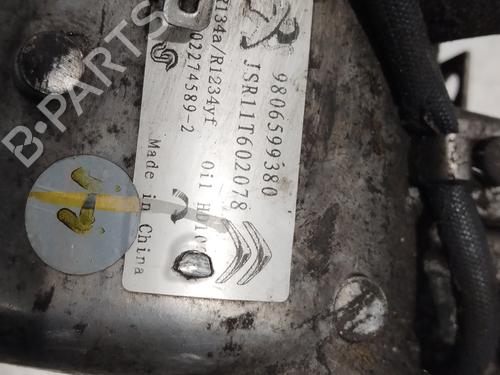 9806599380
JSR11T602078
R134a/R1234yf
02274589-2
Oil
Made in China
B-PARTS